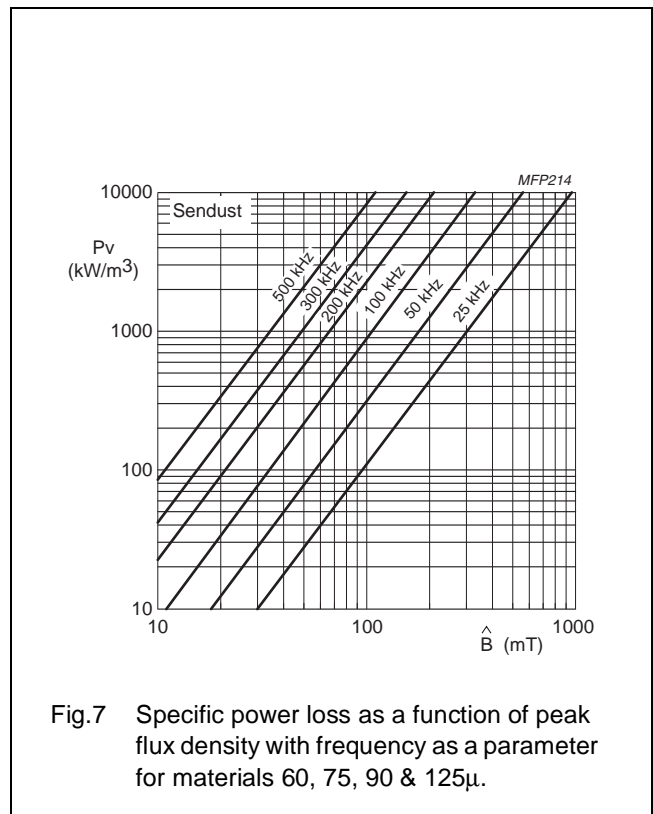 MFP214
10000
Sendust
Pv
(kW/m3)
500 kHz
300 kHz
200 kHz
100 kHz
50 kHz
25 kHz
1000
100
10
10
100
1000
^
B (mT)
Fig.7 Specific power loss as a function of peak
flux density with frequency as a parameter
for materials 60, 75, 90 & 125μ.